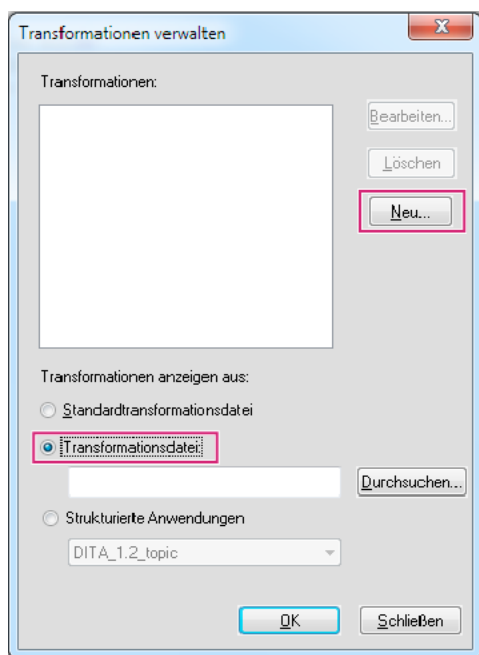 Transformationen verwalten
Transformationen:
Bearbeiten...
Löschen
Neu...
Transformationen anzeigen aus:
Standardtransformationsdatei
Transformationsdatei:
Durchsuchen...
Strukturierte Anwendungen
DITA_1.2_topic
OK
Schließen